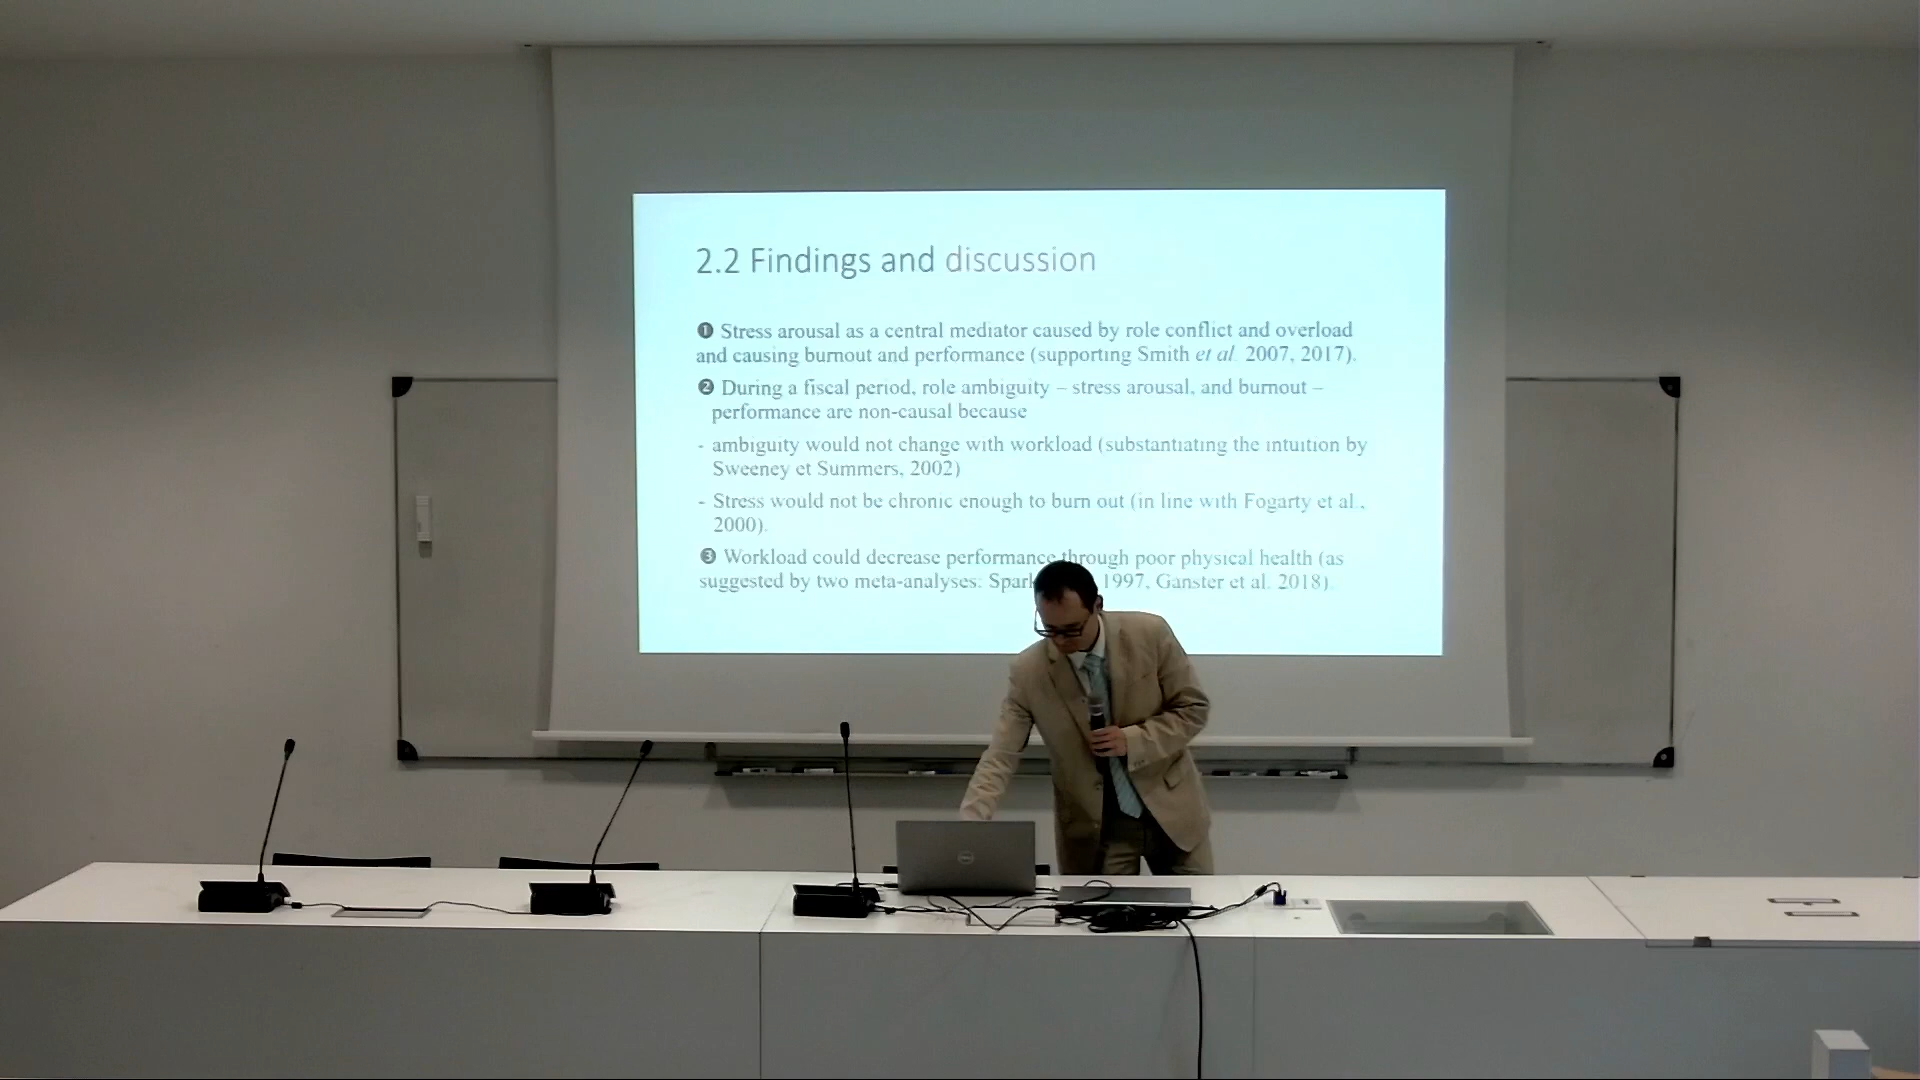 2.2 Findings and discussion
❶ Stress arousal as a central mediator caused by role conflict and overload
and causing burnout and performance (supporting Smith et al. 2007, 2017).
❷ During a fiscal period, role ambiguity – stress arousal, and burnout –
performance are non-causal because
- ambiguity would not change with workload (substantiating the intuition by
Sweeney et Summers, 2002)
- Stress would not be chronic enough to burn out (in line with Fogarty et al.,
2000).
❸ Workload could decrease performance through poor physical health (as
suggested by two meta-analyses: 1997, Ganster et al. 2018).
DELL